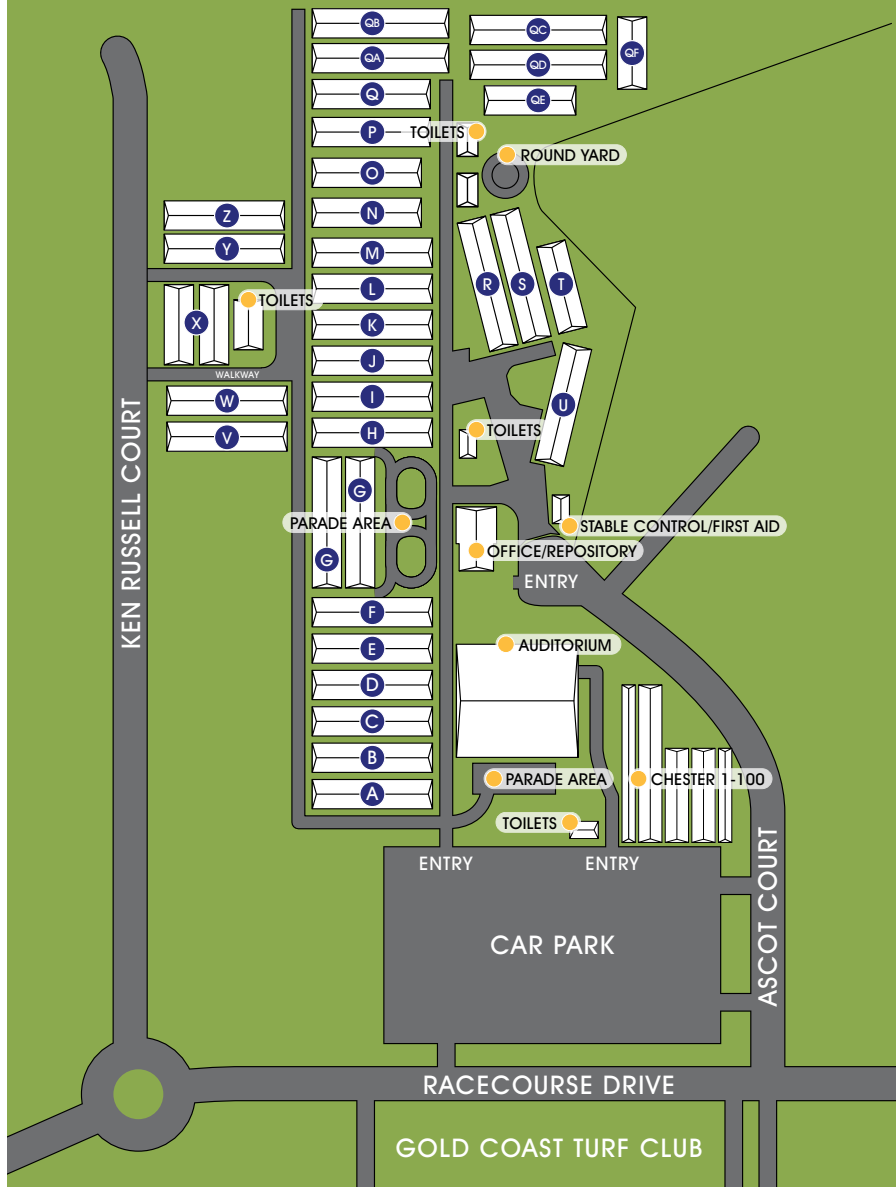 QB
QC
QF
QA
QD
Q
QE
P
TOILETS
ROUND YARD
O
N
Z
Y
M
R
S
T
L
TOILETS
X
K
J
WALKWAY
I
W
U
H
V
TOILETS
G
G
PARADE AREA
STABLE CONTROL/FIRST AID
OFFICE/REPOSITORY
ENTRY
KEN RUSSELL COURT
F
E
AUDITORIUM
D
C
B
PARADE AREA
CHESTER 1-100
A
TOILETS
ENTRY
ENTRY
CAR PARK
ASCOT COURT
RACECOURSE DRIVE
GOLD COAST TURF CLUB